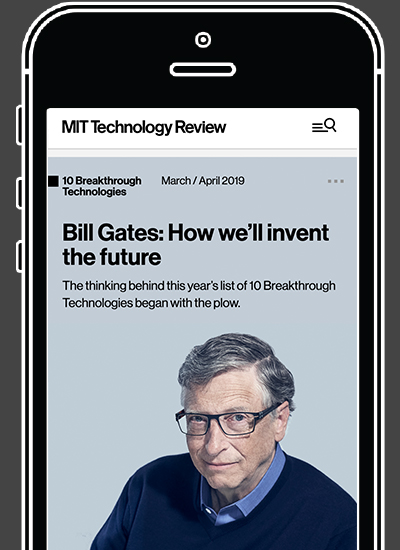 MIT Technology Review
10 Breakthrough
Technologies
March / April 2019
Bill Gates: How we’ll invent
the future
The thinking behind this year’s list of 10 Breakthrough
Technologies began with the plow.